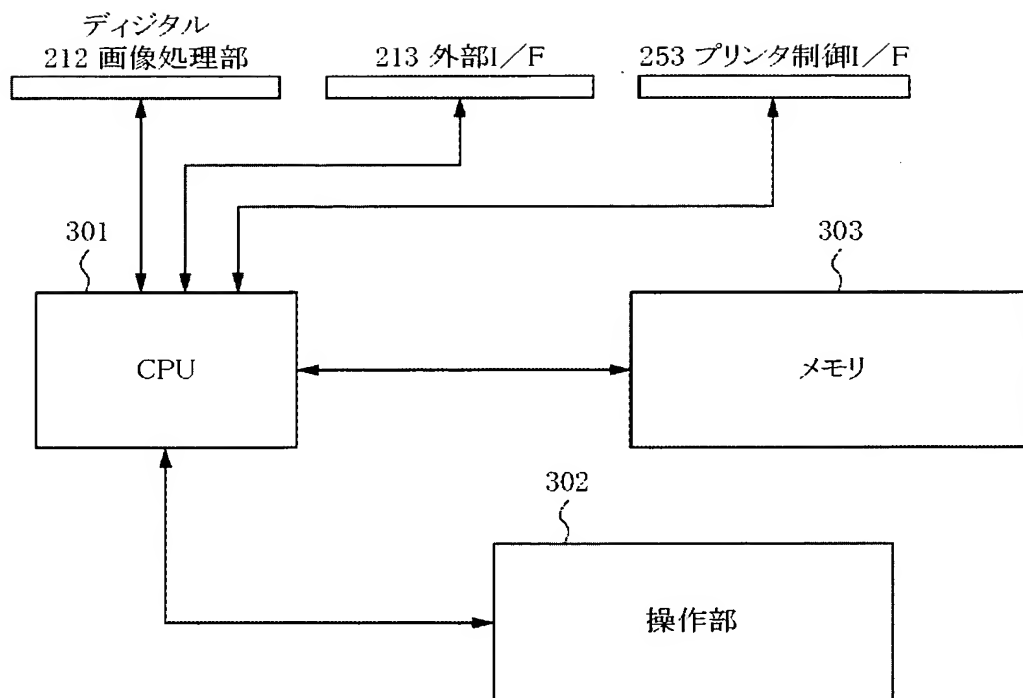 ディジタル
212 画像処理部
213 外部I／F
253 プリンタ制御I／F
301
303
CPU
メモリ
302
操作部